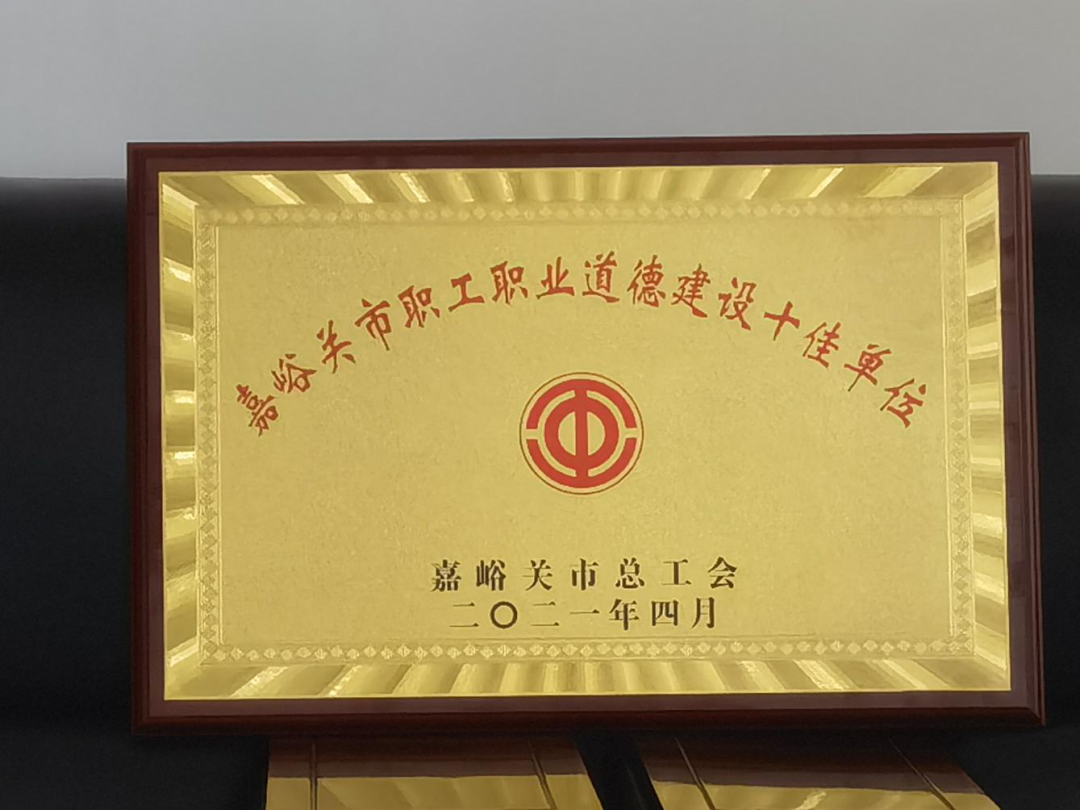 嘉峪关市职工职业道德建设十佳单位
嘉峪关市总工会
二〇二一年四月